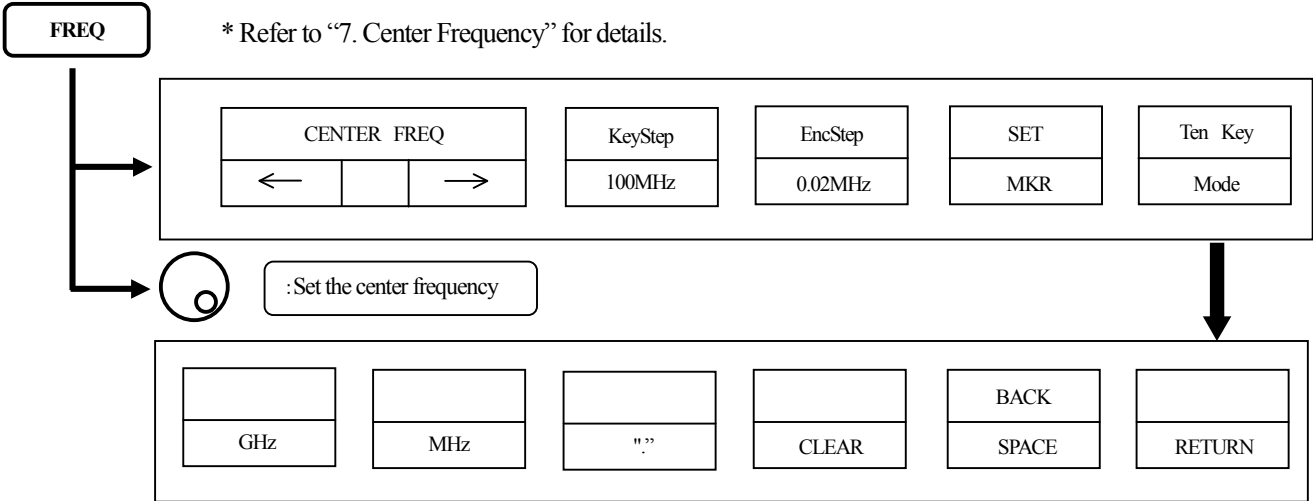 FREQ
* Refer to “7. Center Frequency” for details.
CENTER FREQ
KeyStep
EncStep
SET
Ten Key
← →
100MHz
0.02MHz
MKR
Mode
:Set the center frequency
BACK
GHz
MHz
"."
CLEAR
SPACE
RETURN